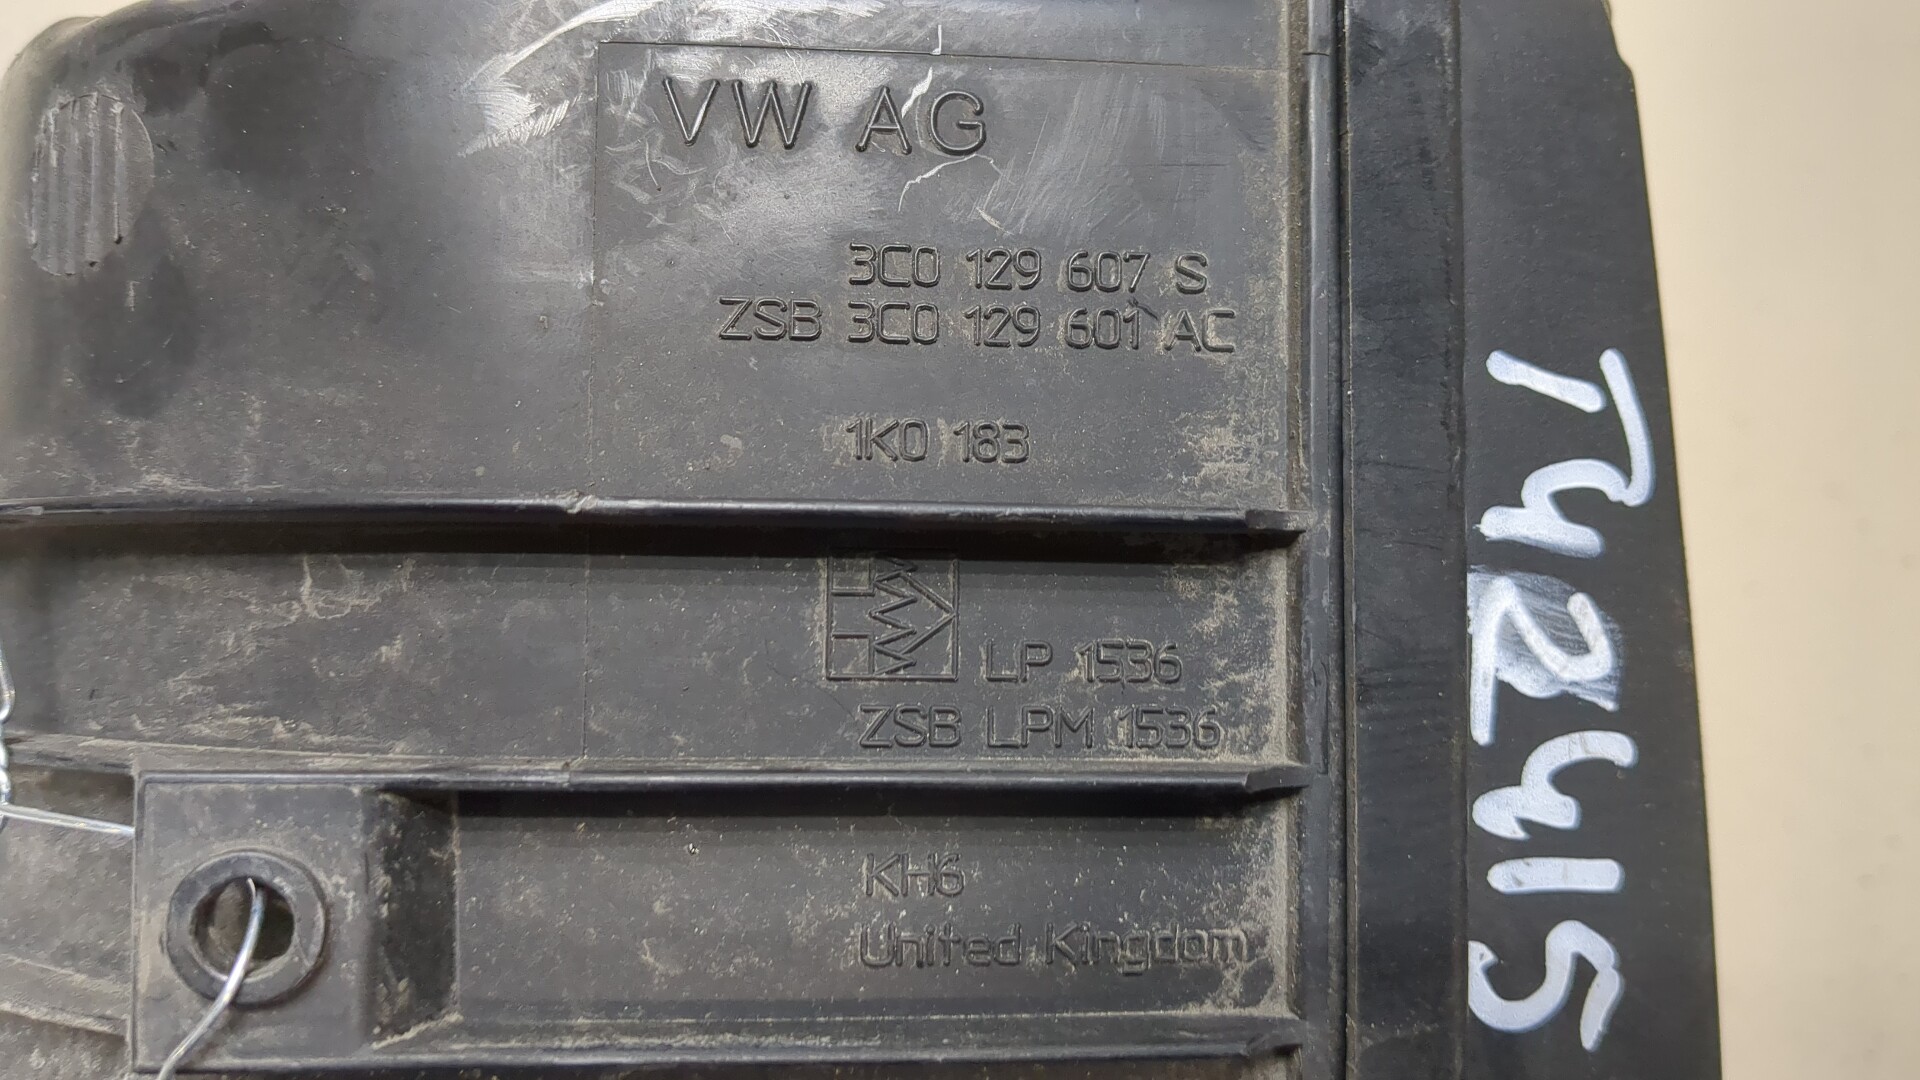 VW AG
3C0 129 607 S
ZSB 3C0 129 601 AC
1K0 183
LP 1536
ZSB LPM 1536
KH6
United Kingdom
T42415